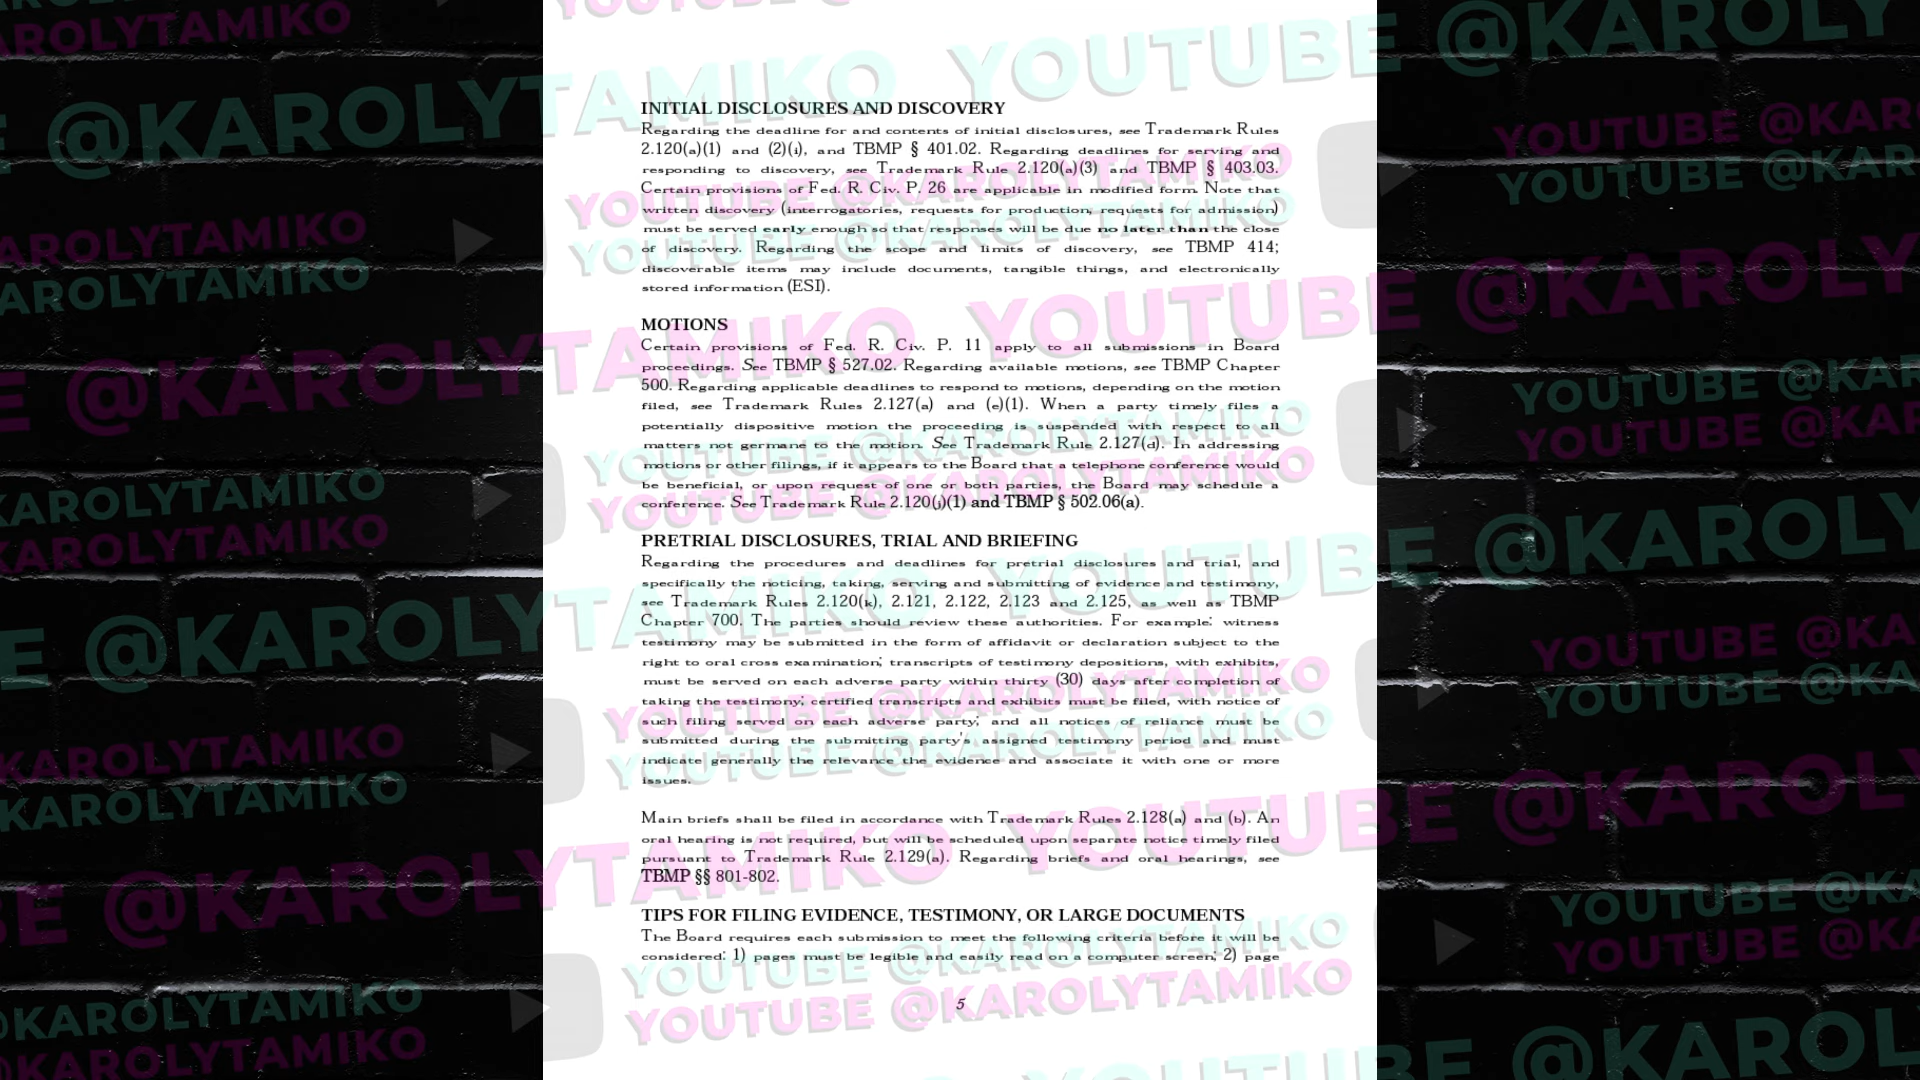 INITIAL DISCLOSURES AND DISCOVERY
Regarding the deadline for and contents of initial disclosures, see Trademark Rules
2.120(a)(1) and (2)(i), and TBMP § 401.02. Regarding deadlines for serving and
responding to discovery, see Trademark Rule 2.120(a)(3) and TBMP § 403.03.
Certain provisions of Fed. R. Civ. P. 26 are applicable in modified form. Note that
written discovery (interrogatories, requests for production, requests for admission)
must be served early enough so that responses will be due no later than the close
of discovery. Regarding the scope and limits of discovery, see TBMP 414;
discoverable items may include documents, tangible things, and electronically
stored information (ESI).
MOTIONS
Certain provisions of Fed. R. Civ. P. 11 apply to all submissions in Board
proceedings. See TBMP § 527.02. Regarding available motions, see TBMP Chapter
500. Regarding applicable deadlines to respond to motions, depending on the motion
filed, see Trademark Rules 2.127(a) and (e)(1). When a party timely files a
potentially dispositive motion the proceeding is suspended with respect to all
matters not germane to the motion. See Trademark Rule 2.127(d). In addressing
motions or other filings, if it appears to the Board that a telephone conference would
be beneficial, or upon request of one or both parties, the Board may schedule a
conference. See Trademark Rule 2.120(j)(1) and TBMP § 502.06(a).
PRETRIAL DISCLOSURES, TRIAL AND BRIEFING
Regarding the procedures and deadlines for pretrial disclosures and trial, and
specifically the noticing, taking, serving and submitting of evidence and testimony,
see Trademark Rules 2.120(k), 2.121, 2.122, 2.123 and 2.125, as well as TBMP
Chapter 700. The parties should review these authorities. For example: witness
testimony may be submitted in the form of affidavit or declaration subject to the
right to oral cross examination; transcripts of testimony depositions, with exhibits,
must be served on each adverse party within thirty (30) days after completion of
taking the testimony; certified transcripts and exhibits must be filed, with notice of
such filing served on each adverse party; and all notices of reliance must be
submitted during the submitting party's assigned testimony period and must
indicate generally the relevance the evidence and associate it with one or more
issues.
Main briefs shall be filed in accordance with Trademark Rules 2.128(a) and (b). An
oral hearing is not required, but will be scheduled upon separate notice timely filed
pursuant to Trademark Rule 2.129(a). Regarding briefs and oral hearings, see
TBMP §§ 801-802.
TIPS FOR FILING EVIDENCE, TESTIMONY, OR LARGE DOCUMENTS
The Board requires each submission to meet the following criteria before it will be
considered: 1) pages must be legible and easily read on a computer screen; 2) page
5
YOUTUBE @KAROLYTAMIKO